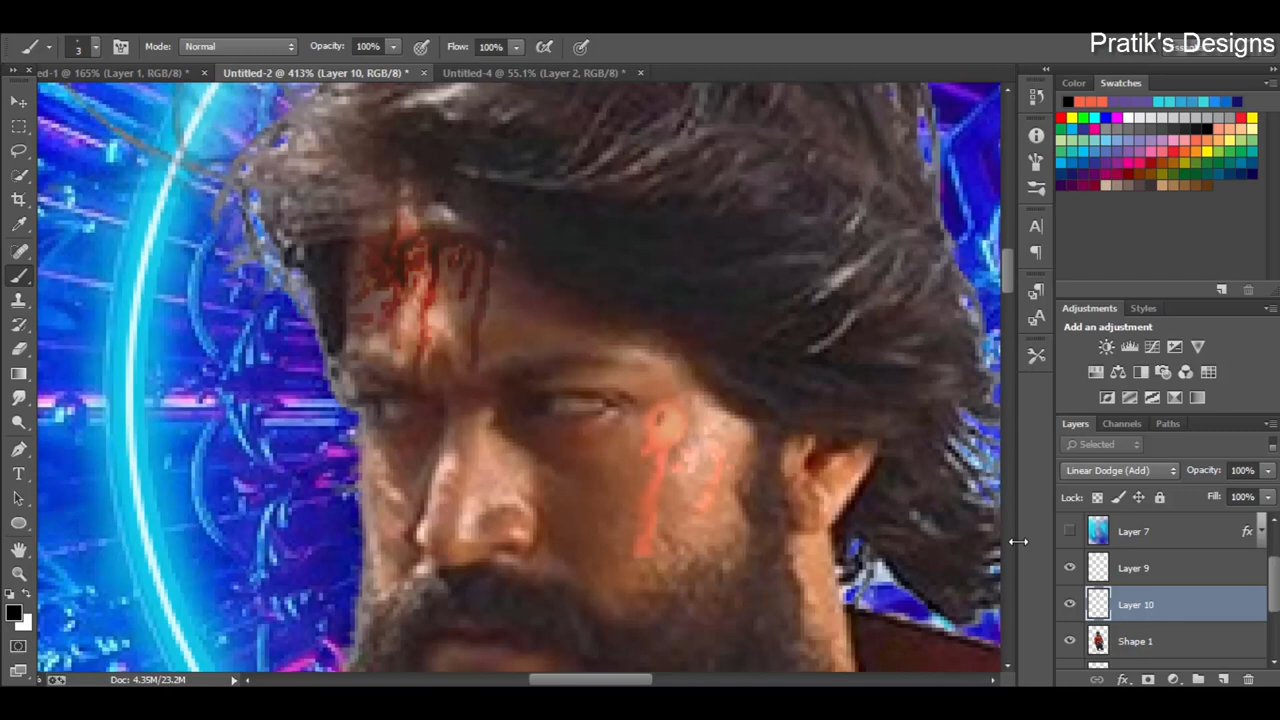 Pratik's Designs
3 Mode: Normal Opacity: 100% Flow: 100%
ed-1 @ 165% (Layer 1, RGB/8) * × Untitled-2 @ 413% (Layer 10, RGB/8) * × Untitled-4 @ 55.1% (Layer 2, RGB/8) * ×
Color Swatches
Adjustments Styles
Add an adjustment
Layers Channels Paths
Selected
Linear Dodge (Add) Opacity: 100%
Lock: Fill: 100%
Layer 7 fx
Layer 9
Layer 10
Shape 1
Doc: 4.35M/23.2M